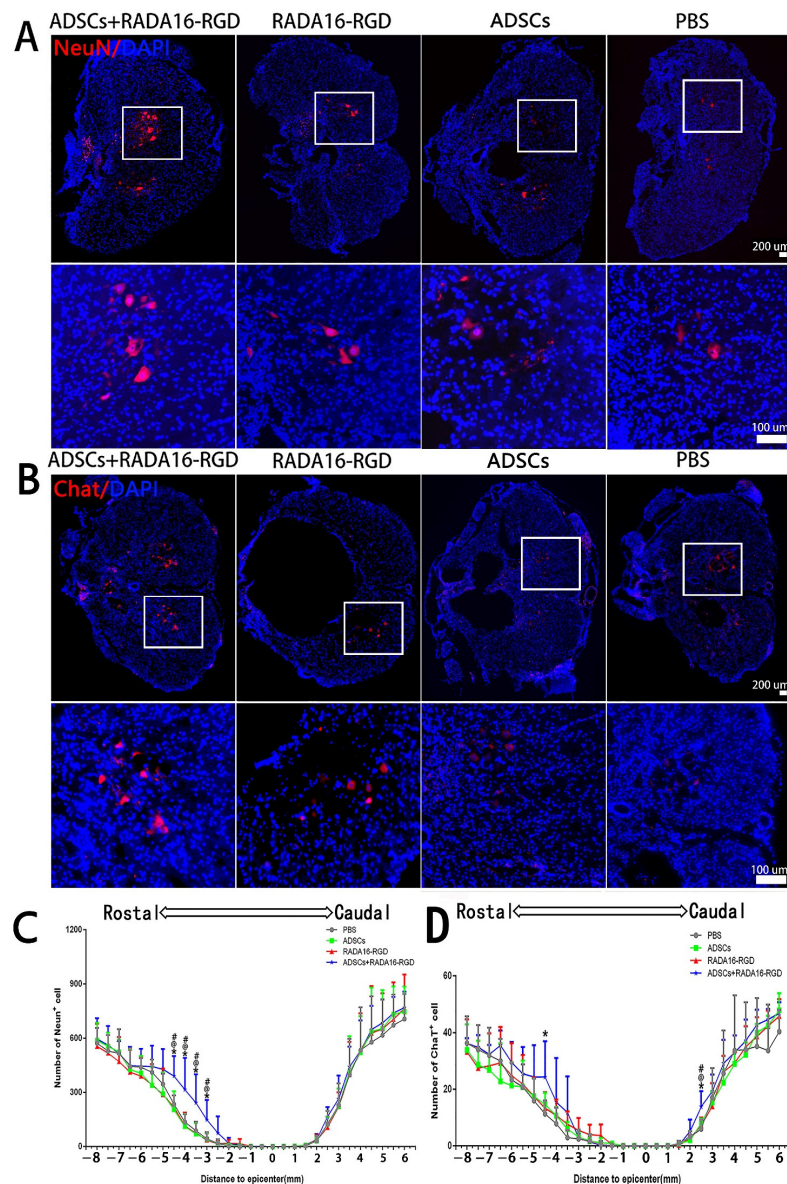 A
ADSCs+RADA16-RGD RADA16-RGD ADSCs PBS
NeuN/DAPI
200 um
100 um
B
ADSCs+RADA16-RGD RADA16-RGD ADSCs PBS
Chat/DAPI
200 um
100 um
C
Rostal Caudal
PBS
ADSCs
RADA16-RGD
ADSCs+RADA16-RGD
Number of Neun+ cell
1200
900
600
300
0
# # # #
@ @ @ @
* * * *
-8 -7 -6 -5 -4 -3 -2 -1 0 1 2 3 4 5 6
Distance to epicenter(mm)
D
Rostal Caudal
PBS
ADSCs
RADA16-RGD
ADSCs+RADA16-RGD
Number of ChaT+ cell
60
40
20
0
*
#
@
*
-8 -7 -6 -5 -4 -3 -2 -1 0 1 2 3 4 5 6
Distance to epicenter(mm)